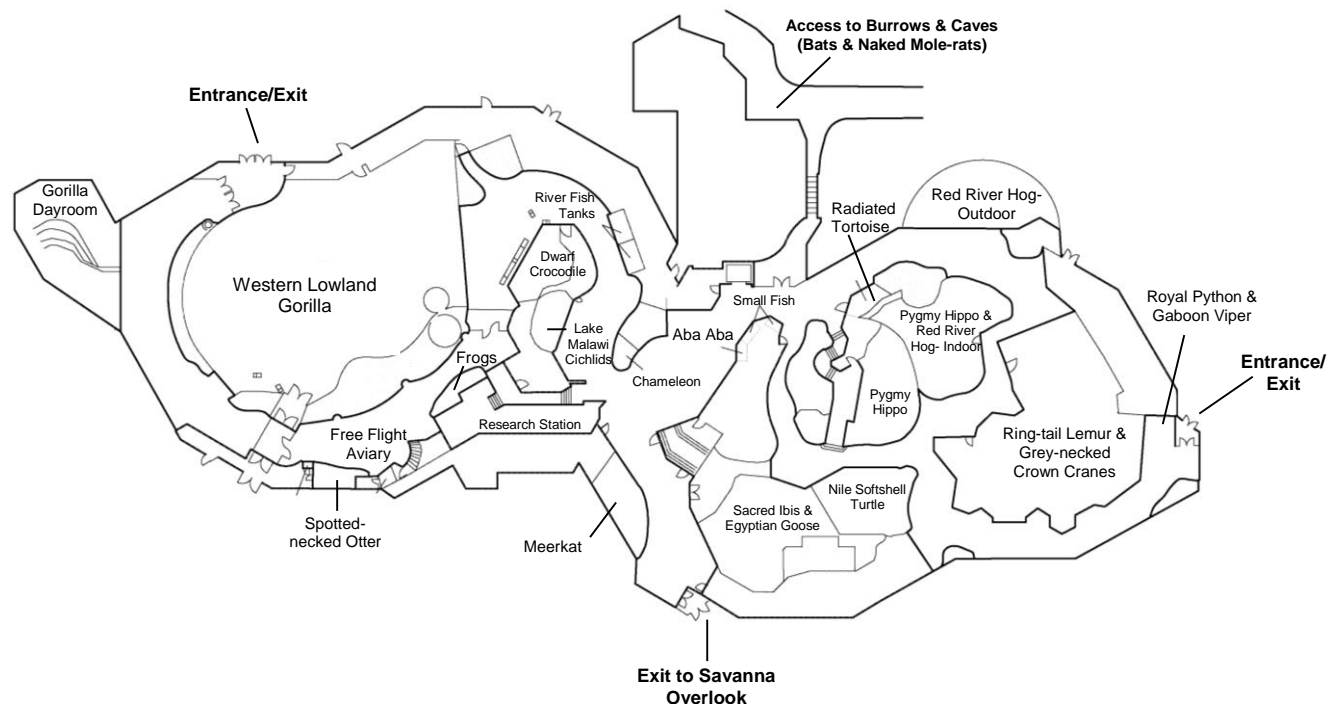 Access to Burrows & Caves
(Bats & Naked Mole-rats)
Entrance/Exit
Gorilla
Dayroom
River Fish
Tanks
Radiated
Tortoise
Red River Hog-
Outdoor
Dwarf
Crocodile
Western Lowland
Gorilla
Small Fish
Royal Python &
Gaboon Viper
Pygmy Hippo &
Red River
Hog- Indoor
Lake
Malawi
Cichlids
Aba Aba
Frogs
Chameleon
Entrance/
Exit
Pygmy
Hippo
Research Station
Free Flight
Aviary
Ring-tail Lemur &
Grey-necked
Crown Cranes
Nile Softshell
Turtle
Sacred Ibis &
Egyptian Goose
Spotted-
necked Otter
Meerkat
Exit to Savanna
Overlook